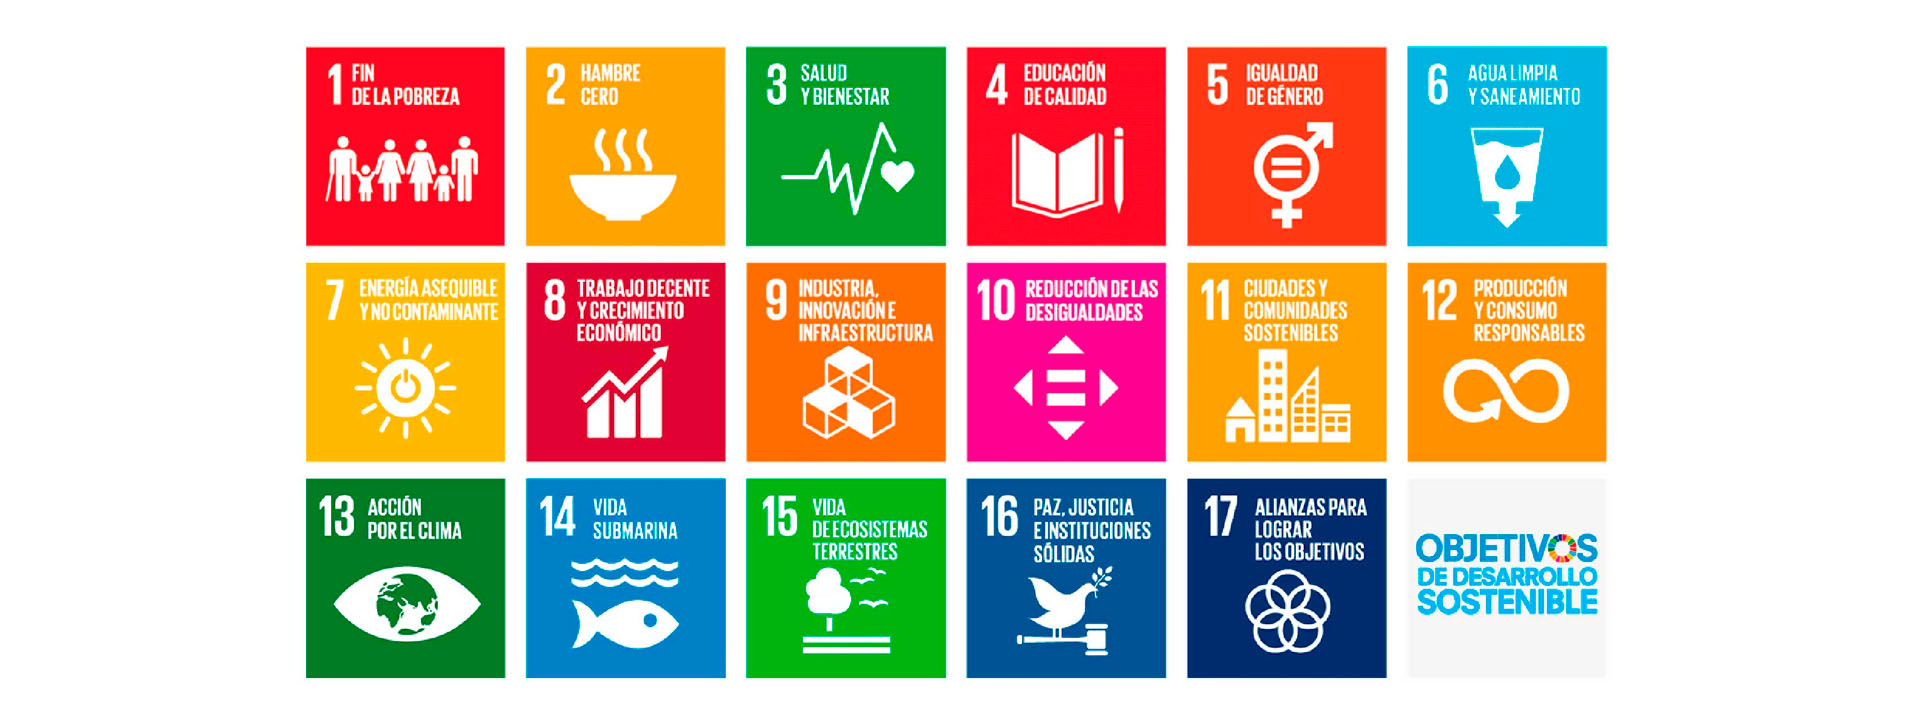 1 FIN
DE LA POBREZA
2 HAMBRE
CERO
3 SALUD
Y BIENESTAR
4 EDUCACIÓN
DE CALIDAD
5 IGUALDAD
DE GÉNERO
6 AGUA LIMPIA
Y SANEAMIENTO
7 ENERGÍA ASEQUIBLE
Y NO CONTAMINANTE
8 TRABAJO DECENTE
Y CRECIMIENTO
ECONÓMICO
9 INDUSTRIA,
INNOVACIÓN E
INFRAESTRUCTURA
10 REDUCCIÓN DE LAS
DESIGUALDADES
11 CIUDADES Y
COMUNIDADES
SOSTENIBLES
12 PRODUCCIÓN
Y CONSUMO
RESPONSABLES
13 ACCIÓN
POR EL CLIMA
14 VIDA
SUBMARINA
15 VIDA
DE ECOSISTEMAS
TERRESTRES
16 PAZ, JUSTICIA
E INSTITUCIONES
SÓLIDAS
17 ALIANZAS PARA
LOGRAR
LOS OBJETIVOS
OBJETIVOS
DE DESARROLLO
SOSTENIBLE